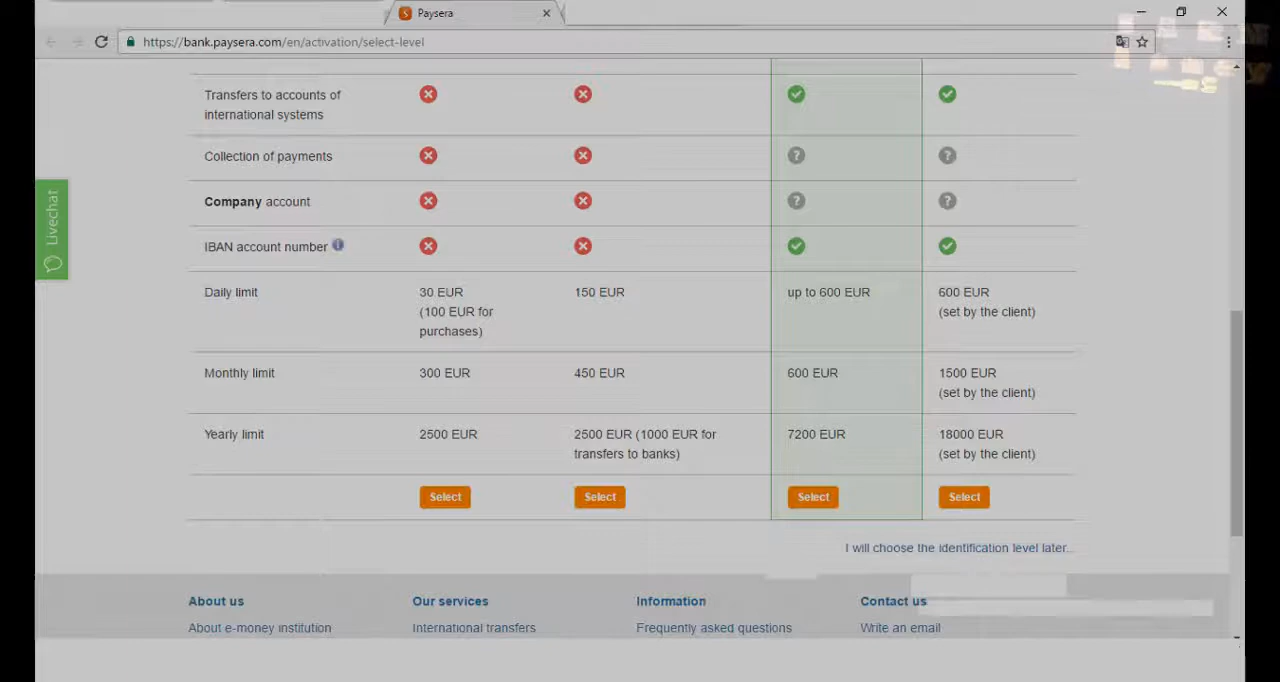 Paysera
https://bank.paysera.com/en/activation/select-level
Transfers to accounts of
international systems
Collection of payments
Company account
IBAN account number
Daily limit
30 EUR
(100 EUR for
purchases)
150 EUR
up to 600 EUR
600 EUR
(set by the client)
Monthly limit
300 EUR
450 EUR
600 EUR
1500 EUR
(set by the client)
Yearly limit
2500 EUR
2500 EUR (1000 EUR for
transfers to banks)
7200 EUR
18000 EUR
(set by the client)
Select
Select
Select
Select
I will choose the identification level later...
Livechat
About us
Our services
Information
Contact us
About e-money institution
International transfers
Frequently asked questions
Write an email